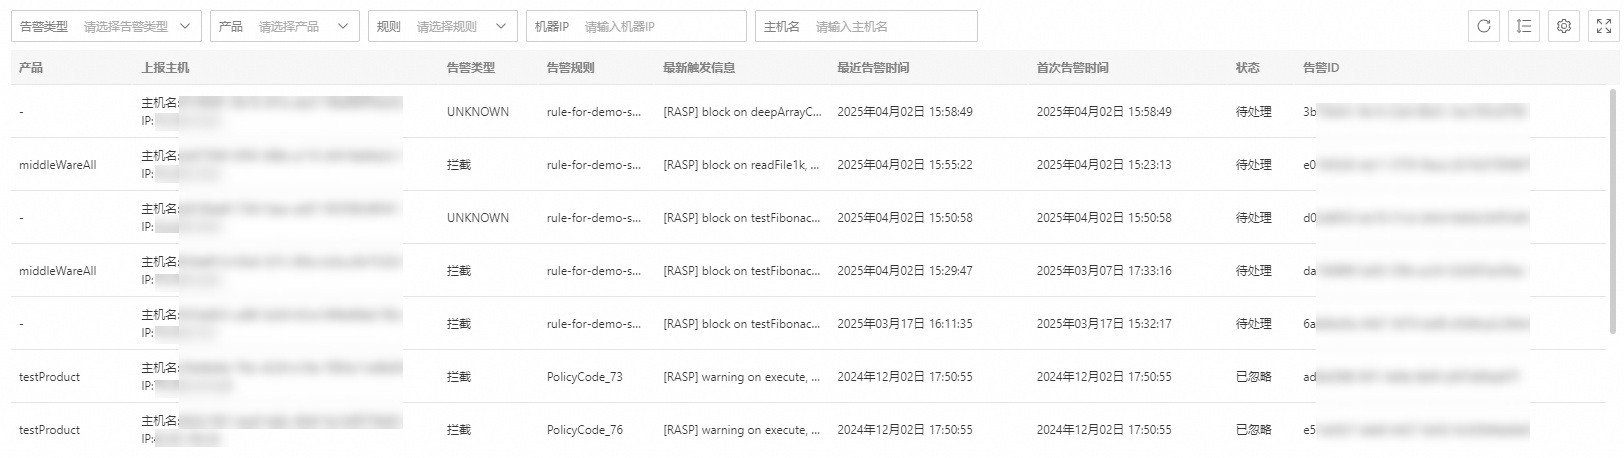 告警类型 请选择告警类型 产品 请选择产品 规则 请选择规则 机器IP 请输入机器IP 主机名 请输入主机名
产品 上报主机 告警类型 告警规则 最新触发信息 最近告警时间 首次告警时间 状态 告警ID
主机名:
- UNKNOWN rule-for-demo-s... [RASP] block on deepArrayC... 2025年04月02日 15:58:49 2025年04月02日 15:58:49 待处理 3b
IP:
主机名:
middleWareAll 拦截 rule-for-demo-s... [RASP] block on readFile1k, ... 2025年04月02日 15:55:22 2025年04月02日 15:23:13 待处理 e0
IP:
主机名:
- UNKNOWN rule-for-demo-s... [RASP] block on testFibonac... 2025年04月02日 15:50:58 2025年04月02日 15:50:58 待处理 d0
IP:
主机名:
middleWareAll 拦截 rule-for-demo-s... [RASP] block on testFibonac... 2025年04月02日 15:29:47 2025年03月07日 17:33:16 待处理 da
IP:
主机名:
- 拦截 rule-for-demo-s... [RASP] block on testFibonac... 2025年03月17日 16:11:35 2025年03月17日 15:32:17 待处理 6a
IP:
主机名:
testProduct 拦截 PolicyCode_73 [RASP] warning on execute, ... 2024年12月02日 17:50:55 2024年12月02日 17:50:55 已忽略 ad
IP:
主机名:
testProduct 拦截 PolicyCode_76 [RASP] warning on execute, ... 2024年12月02日 17:50:55 2024年12月02日 17:50:55 已忽略 e5
IP: